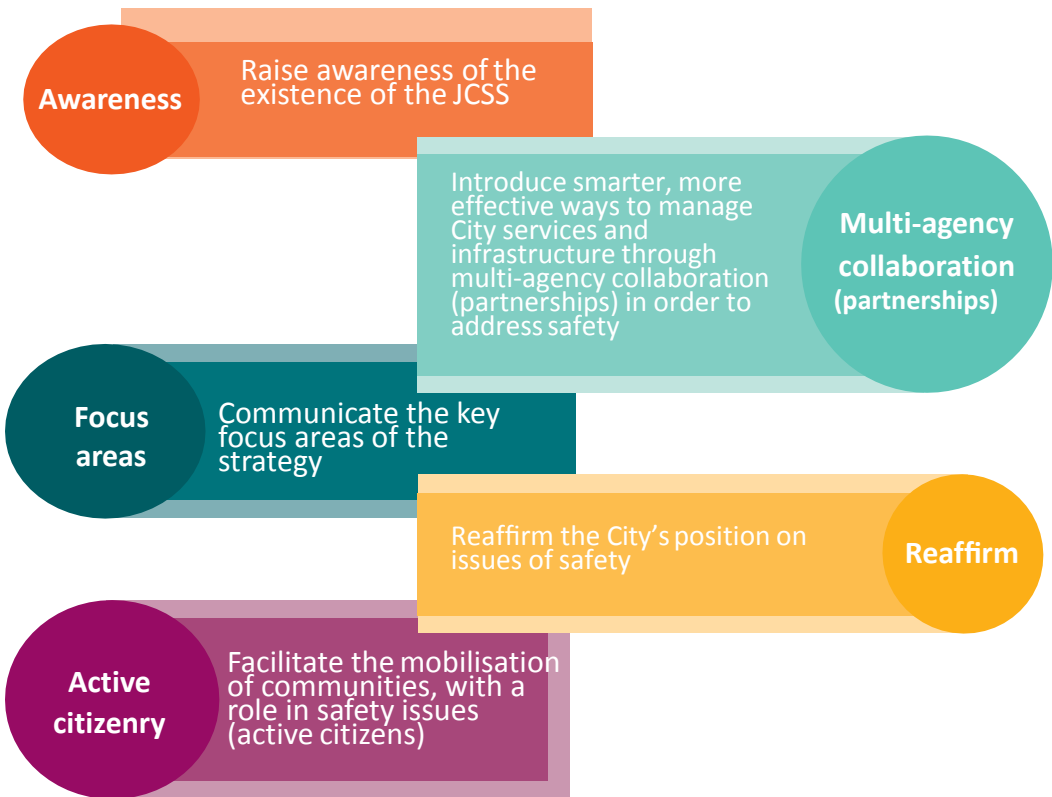 Awareness
Raise awareness of the
existence of the JCSS
Introduce smarter, more
effective ways to manage
City services and
infrastructure through
multi-agency collaboration
(partnerships) in order to
address safety
Multi-agency
collaboration
(partnerships)
Focus
areas
Communicate the key
focus areas of the
strategy
Reaffirm the City’s position on
issues of safety
Reaffirm
Active
citizenry
Facilitate the mobilisation
of communities, with a
role in safety issues
(active citizens)